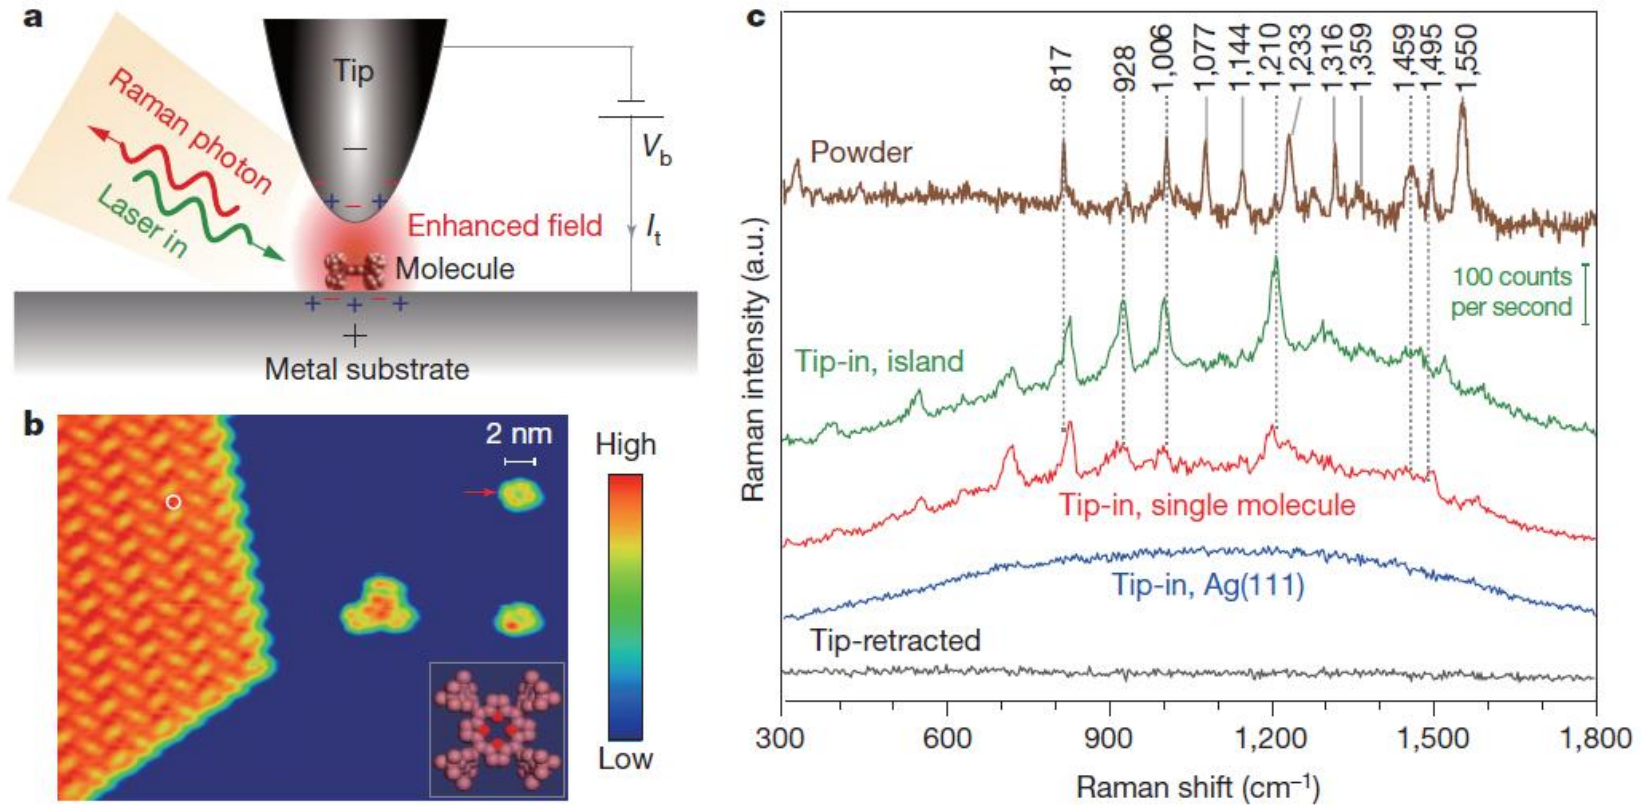 a
Tip
−
Raman photon
Laser in
+ − +
Enhanced field
Molecule
+ − + − +
+
Metal substrate
Vb
It
b
2 nm
High
Low
c
817
928
1,006
1,077
1,144
1,210
1,233
1,316
1,359
1,459
1,495
1,550
Powder
100 counts
per second
Tip-in, island
Tip-in, single molecule
Tip-in, Ag(111)
Tip-retracted
Raman intensity (a.u.)
300 600 900 1,200 1,500 1,800
Raman shift (cm–1)